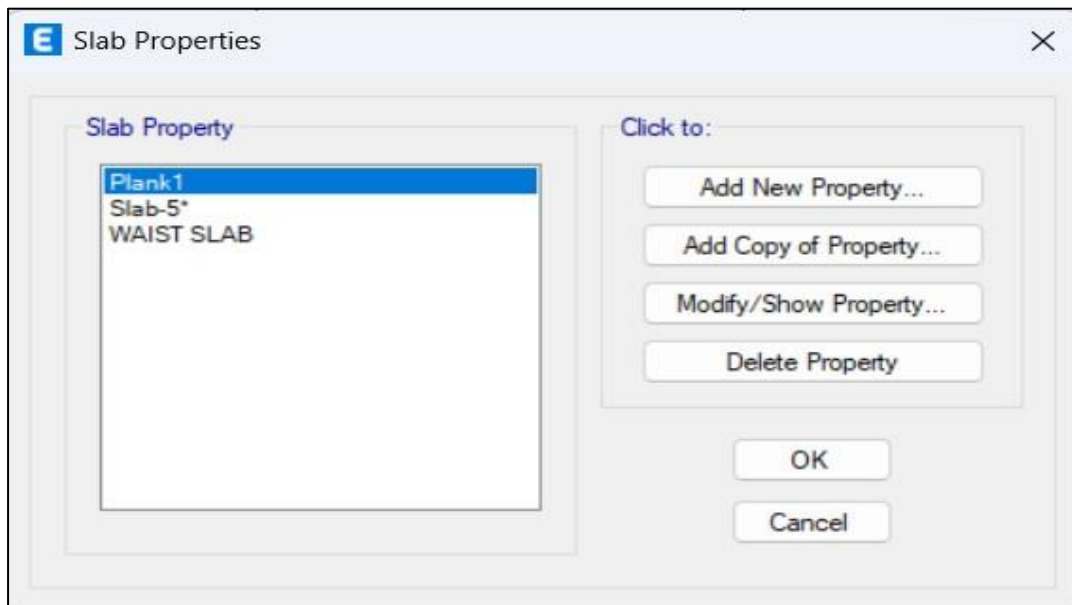 E Slab Properties
Slab Property
Plank1
Slab-5"
WAIST SLAB
Click to:
Add New Property...
Add Copy of Property...
Modify/Show Property...
Delete Property
OK
Cancel